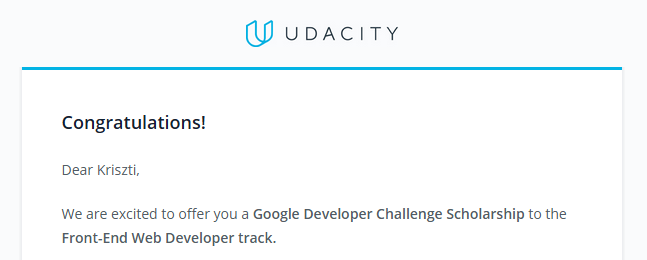 UDACITY
Congratulations!
Dear Kriszti,
We are excited to offer you a Google Developer Challenge Scholarship to the
Front-End Web Developer track.